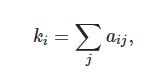 k_i = \sum_j a_{ij},